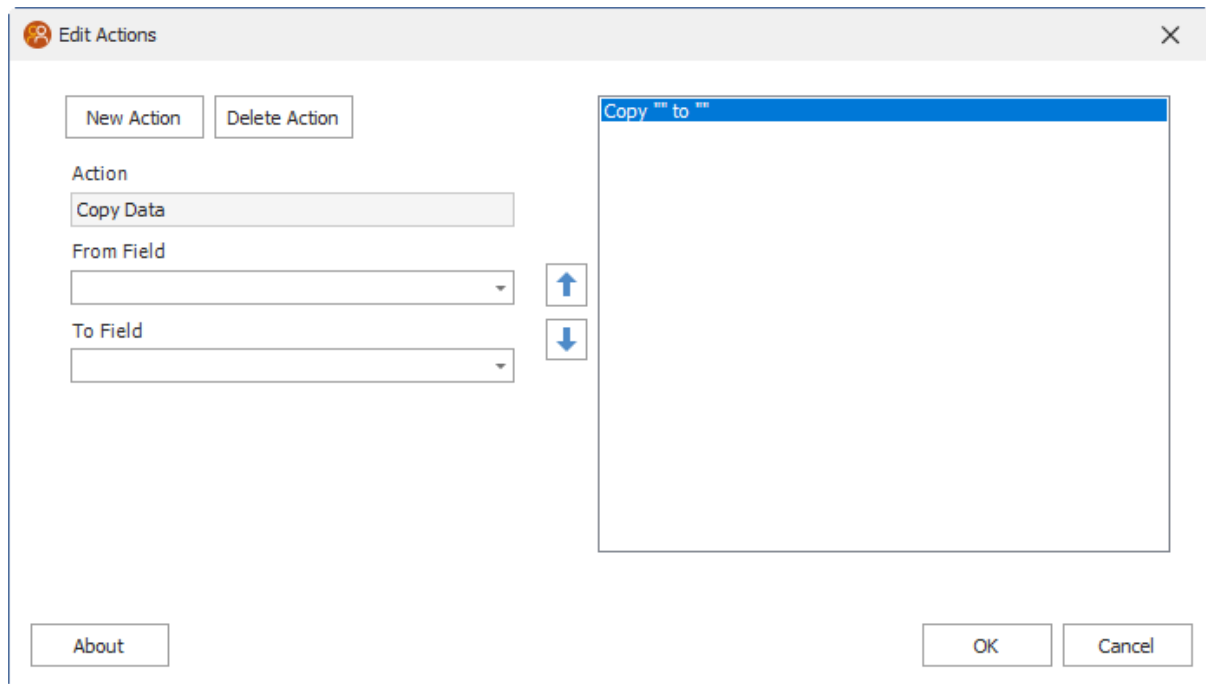 Edit Actions
New Action
Delete Action
Copy "" to ""
Action
Copy Data
From Field
To Field
About
OK
Cancel